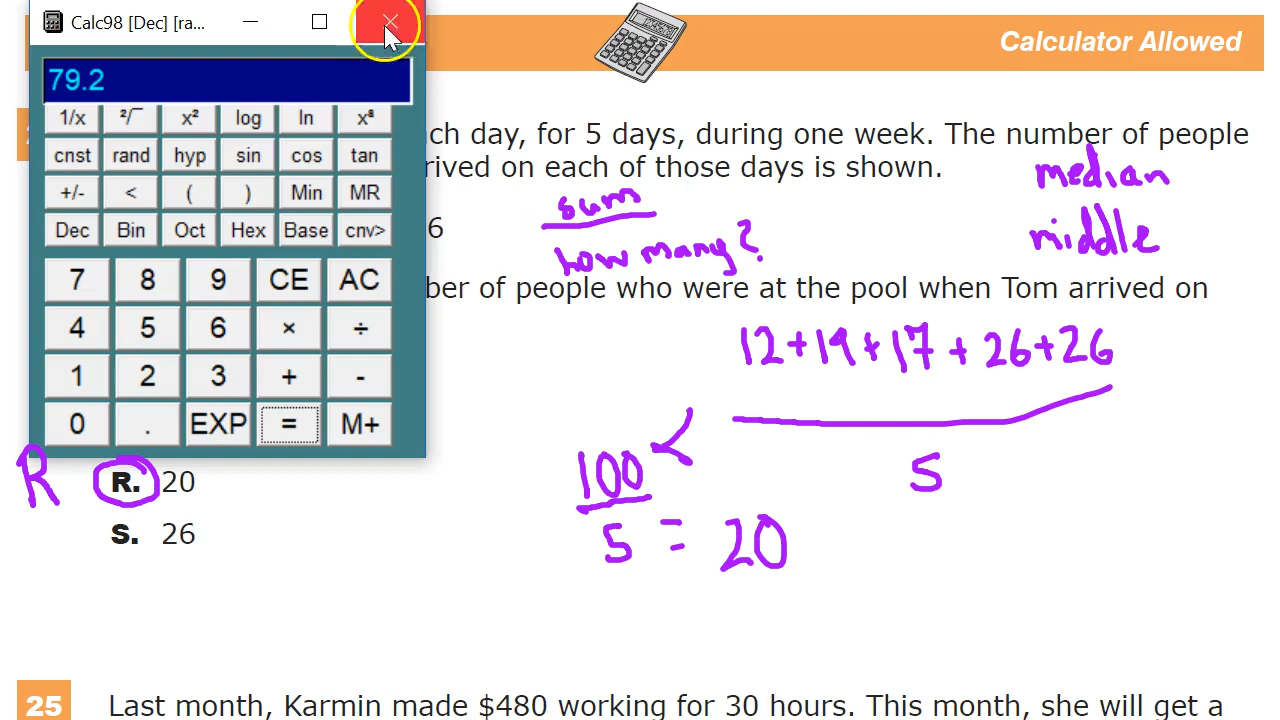 Calc98 [Dec] [ra...
Calculator Allowed
79.2
1/x ²√‾ x² log ln
cnst rand hyp sin cos tan
+/- < ( ) Min MR
Dec Bin Oct Hex Base cnv>
7 8 9 CE AC
4 5 6 × ÷
1 2 3 + -
0 . EXP = M+
ch day, for 5 days, during one week. The number of people
rived on each of those days is shown.
median
middle
6
sum
how many?
ber of people who were at the pool when Tom arrived on
12+19+17+26+26
5
100
5 = 20
R R. 20
S. 26
25 Last month, Karmin made $480 working for 30 hours. This month, she will get a